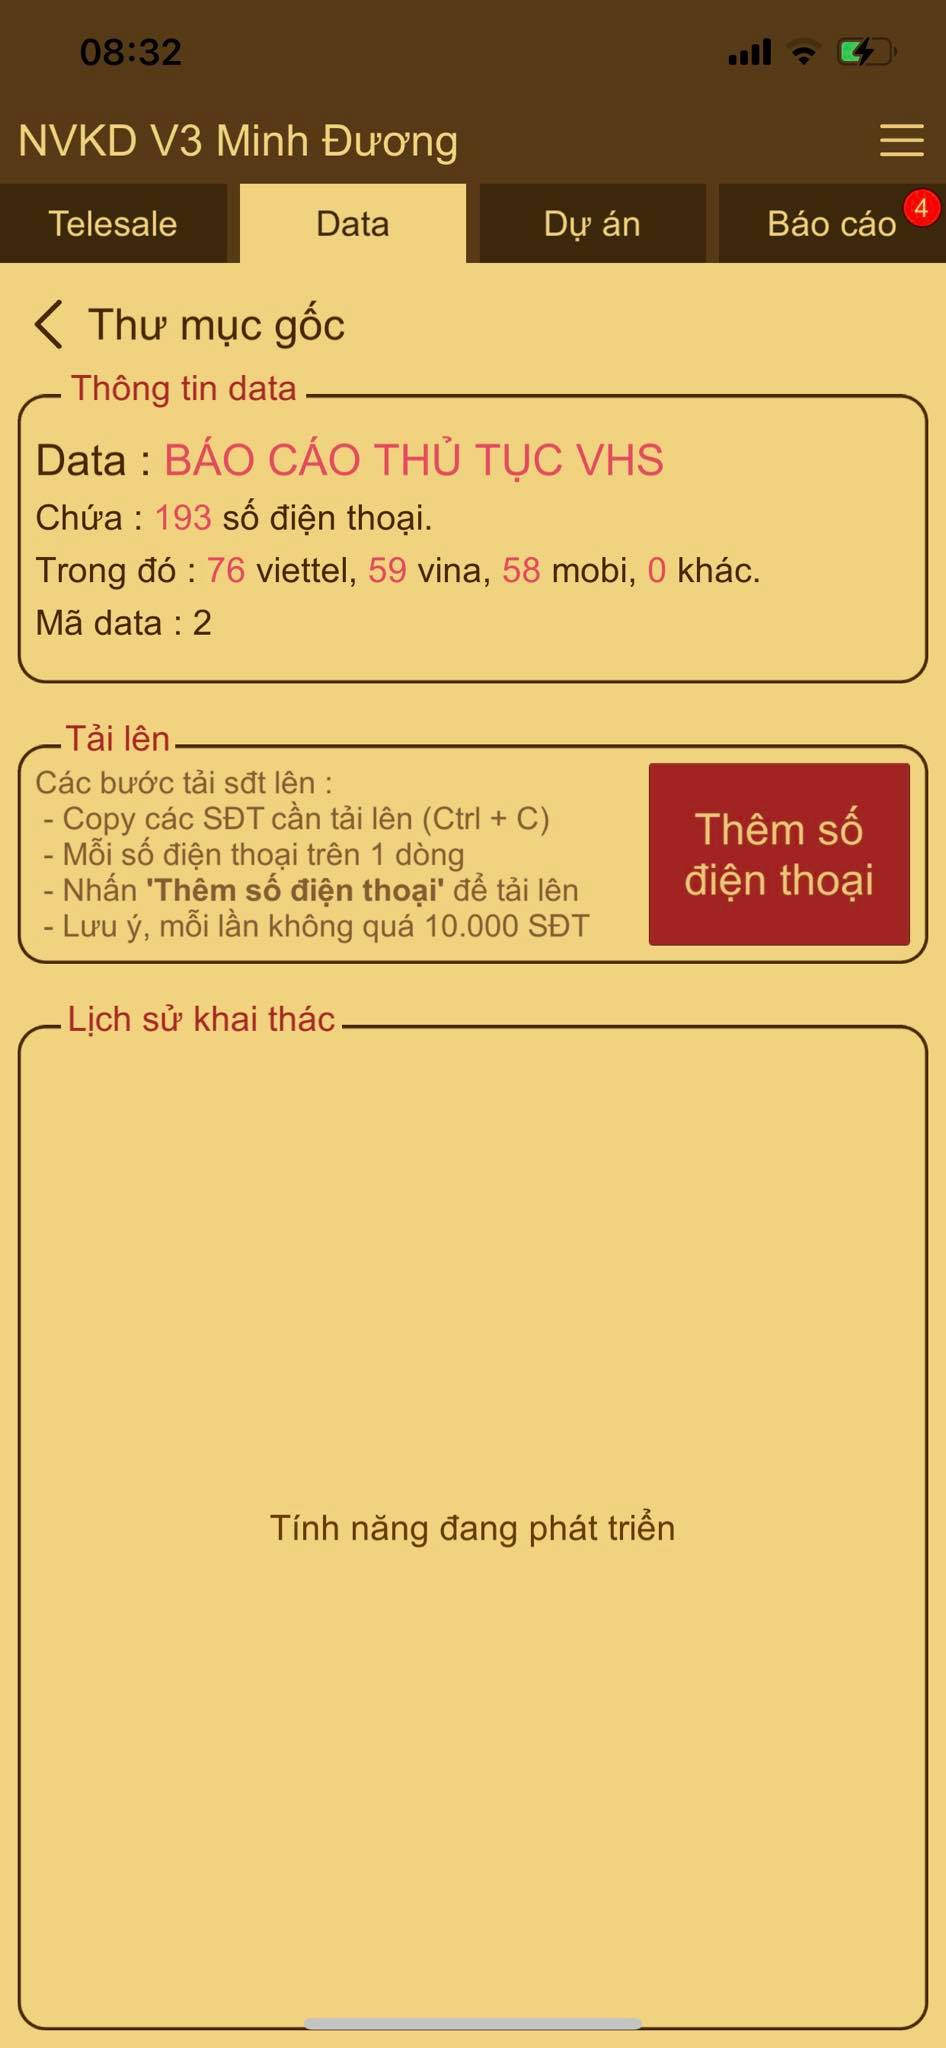 08:32
NVKD V3 Minh Đương
Telesale
Data
Dự án
Báo cáo
4
Thư mục gốc
Thông tin data
Data : BÁO CÁO THỦ TỤC VHS
Chứa : 193 số điện thoại.
Trong đó : 76 viettel, 59 vina, 58 mobi, 0 khác.
Mã data : 2
Tải lên
Các bước tải sđt lên :
- Copy các SĐT cần tải lên (Ctrl + C)
- Mỗi số điện thoại trên 1 dòng
- Nhấn 'Thêm số điện thoại' để tải lên
- Lưu ý, mỗi lần không quá 10.000 SĐT
Thêm số
điện thoại
Lịch sử khai thác
Tính năng đang phát triển